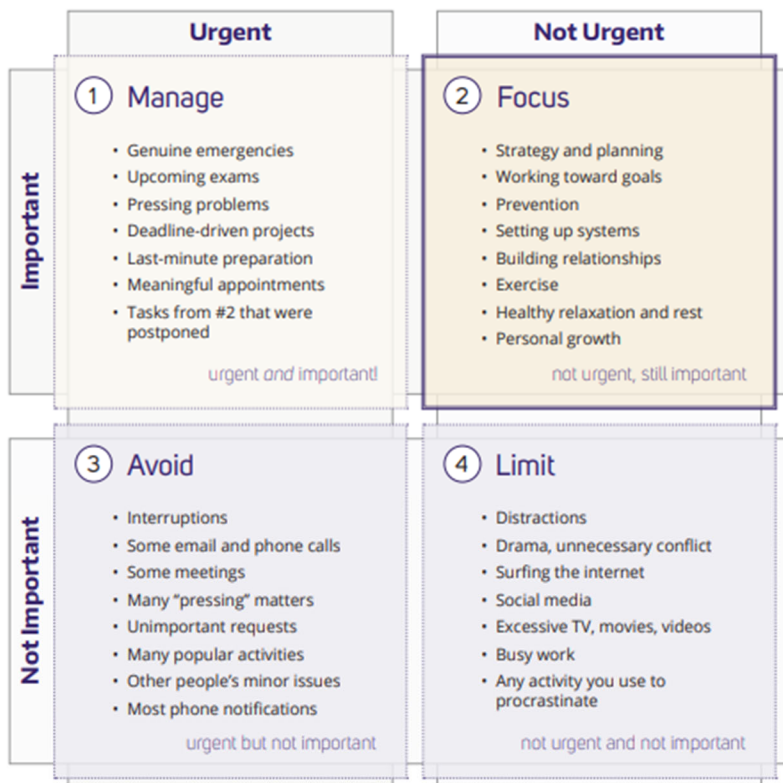 Urgent
Not Urgent
Important
1 Manage
• Genuine emergencies
• Upcoming exams
• Pressing problems
• Deadline-driven projects
• Last-minute preparation
• Meaningful appointments
• Tasks from #2 that were
postponed
urgent and important!
2 Focus
• Strategy and planning
• Working toward goals
• Prevention
• Setting up systems
• Building relationships
• Exercise
• Healthy relaxation and rest
• Personal growth
not urgent, still important
Not Important
3 Avoid
• Interruptions
• Some email and phone calls
• Some meetings
• Many “pressing” matters
• Unimportant requests
• Many popular activities
• Other people’s minor issues
• Most phone notifications
urgent but not important
4 Limit
• Distractions
• Drama, unnecessary conflict
• Surfing the internet
• Social media
• Excessive TV, movies, videos
• Busy work
• Any activity you use to
procrastinate
not urgent and not important